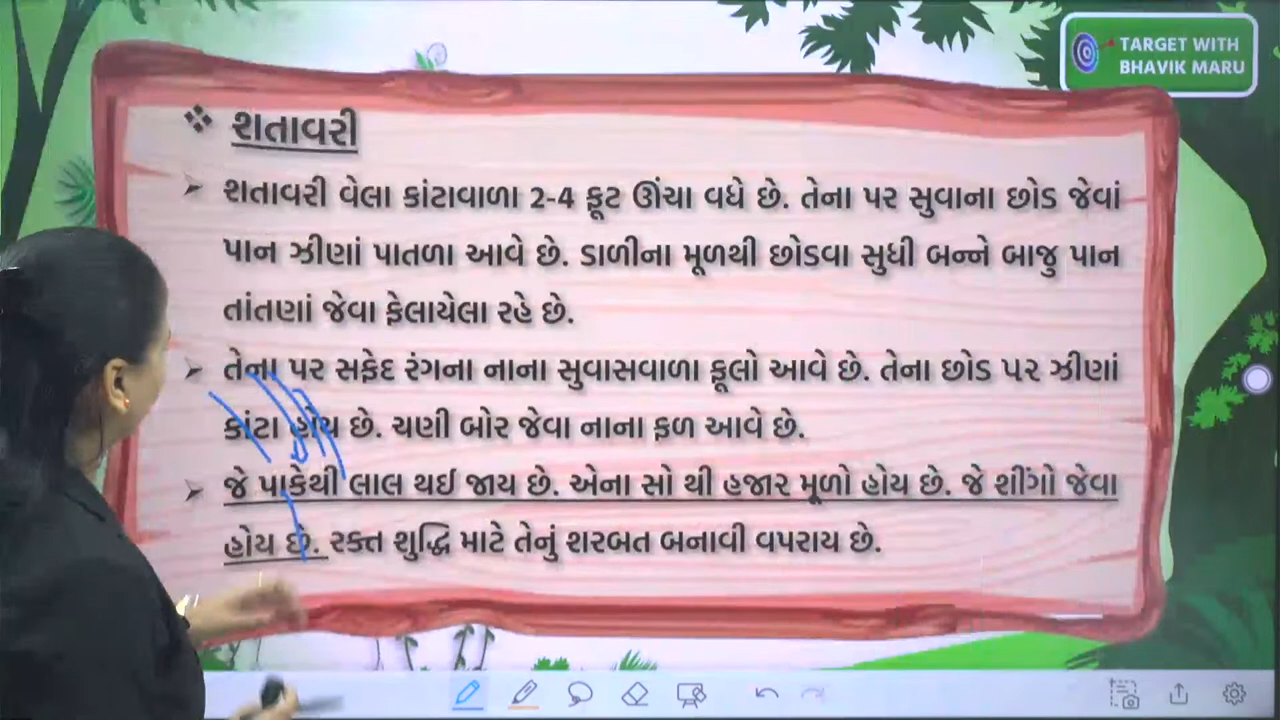 TARGET WITH
BHAVIK MARU
❖ શતાવરી
➢ શતાવરી વેલા કાંટાવાળા 2-4 ફૂટ ઊંચા વધે છે. તેના પર સુવાના છોડ જેવાં
પાન ઝીણાં પાતળા આવે છે. ડાળીના મૂળથી છોડવા સુધી બન્ને બાજુ પાન
તાંતણાં જેવા ફેલાયેલા રહે છે.
➢ તેના પર સફેદ રંગના નાના સુવાસવાળા ફૂલો આવે છે. તેના છોડ પર ઝીણાં
કાંટા હોય છે. ચણી બોર જેવા નાના ફળ આવે છે.
➢ જે પાકેથી લાલ થઈ જાય છે. એના સો થી હજાર મૂળો હોય છે. જે શીંગો જેવા
હોય છે. રક્ત શુદ્ધિ માટે તેનું શરબત બનાવી વપરાય છે.